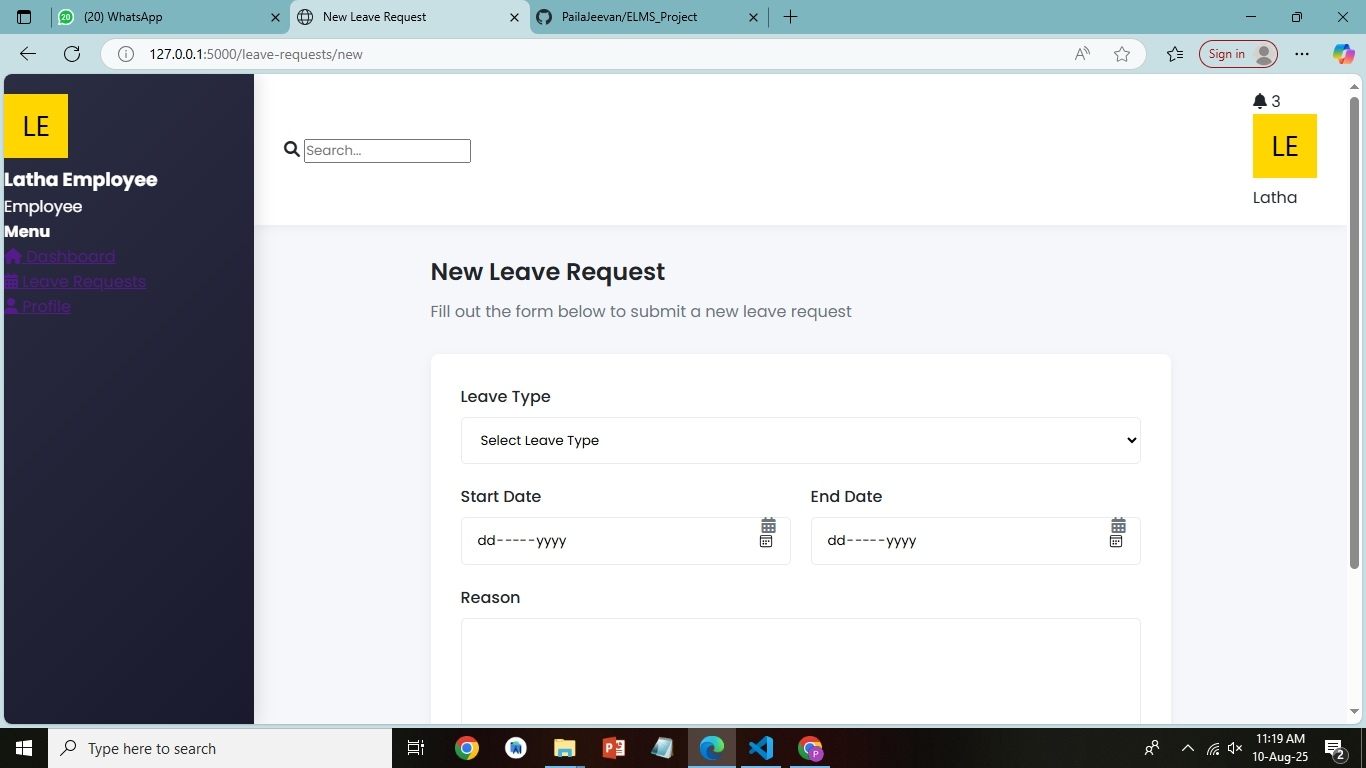 (20) WhatsApp
New Leave Request
PailaJeevan/ELMS_Project
127.0.0.1:5000/leave-requests/new
Sign in
LE
Latha Employee
Employee
Menu
Dashboard
Leave Requests
Profile
Search...
3
LE
Latha
New Leave Request
Fill out the form below to submit a new leave request
Leave Type
Select Leave Type
Start Date
End Date
dd-----yyyy
dd-----yyyy
Reason
Type here to search
11:19 AM
10-Aug-25
2